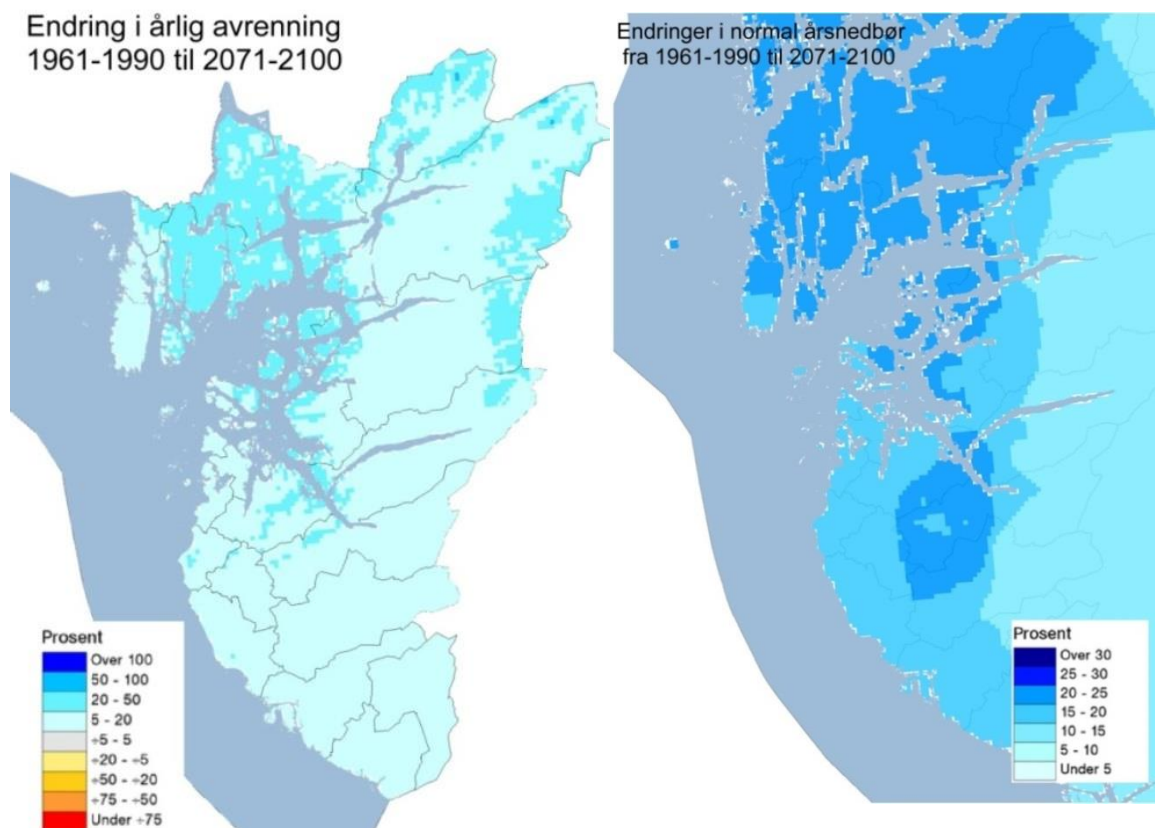 Endring i årlig avrenning
1961-1990 til 2071-2100
Prosent
Over 100
50 - 100
20 - 50
5 - 20
÷5 - 5
÷20 - ÷5
÷50 - ÷20
÷75 - ÷50
Under ÷75
Endringer i normal årsnedbør
fra 1961-1990 til 2071-2100
Prosent
Over 30
25 - 30
20 - 25
15 - 20
10 - 15
5 - 10
Under 5